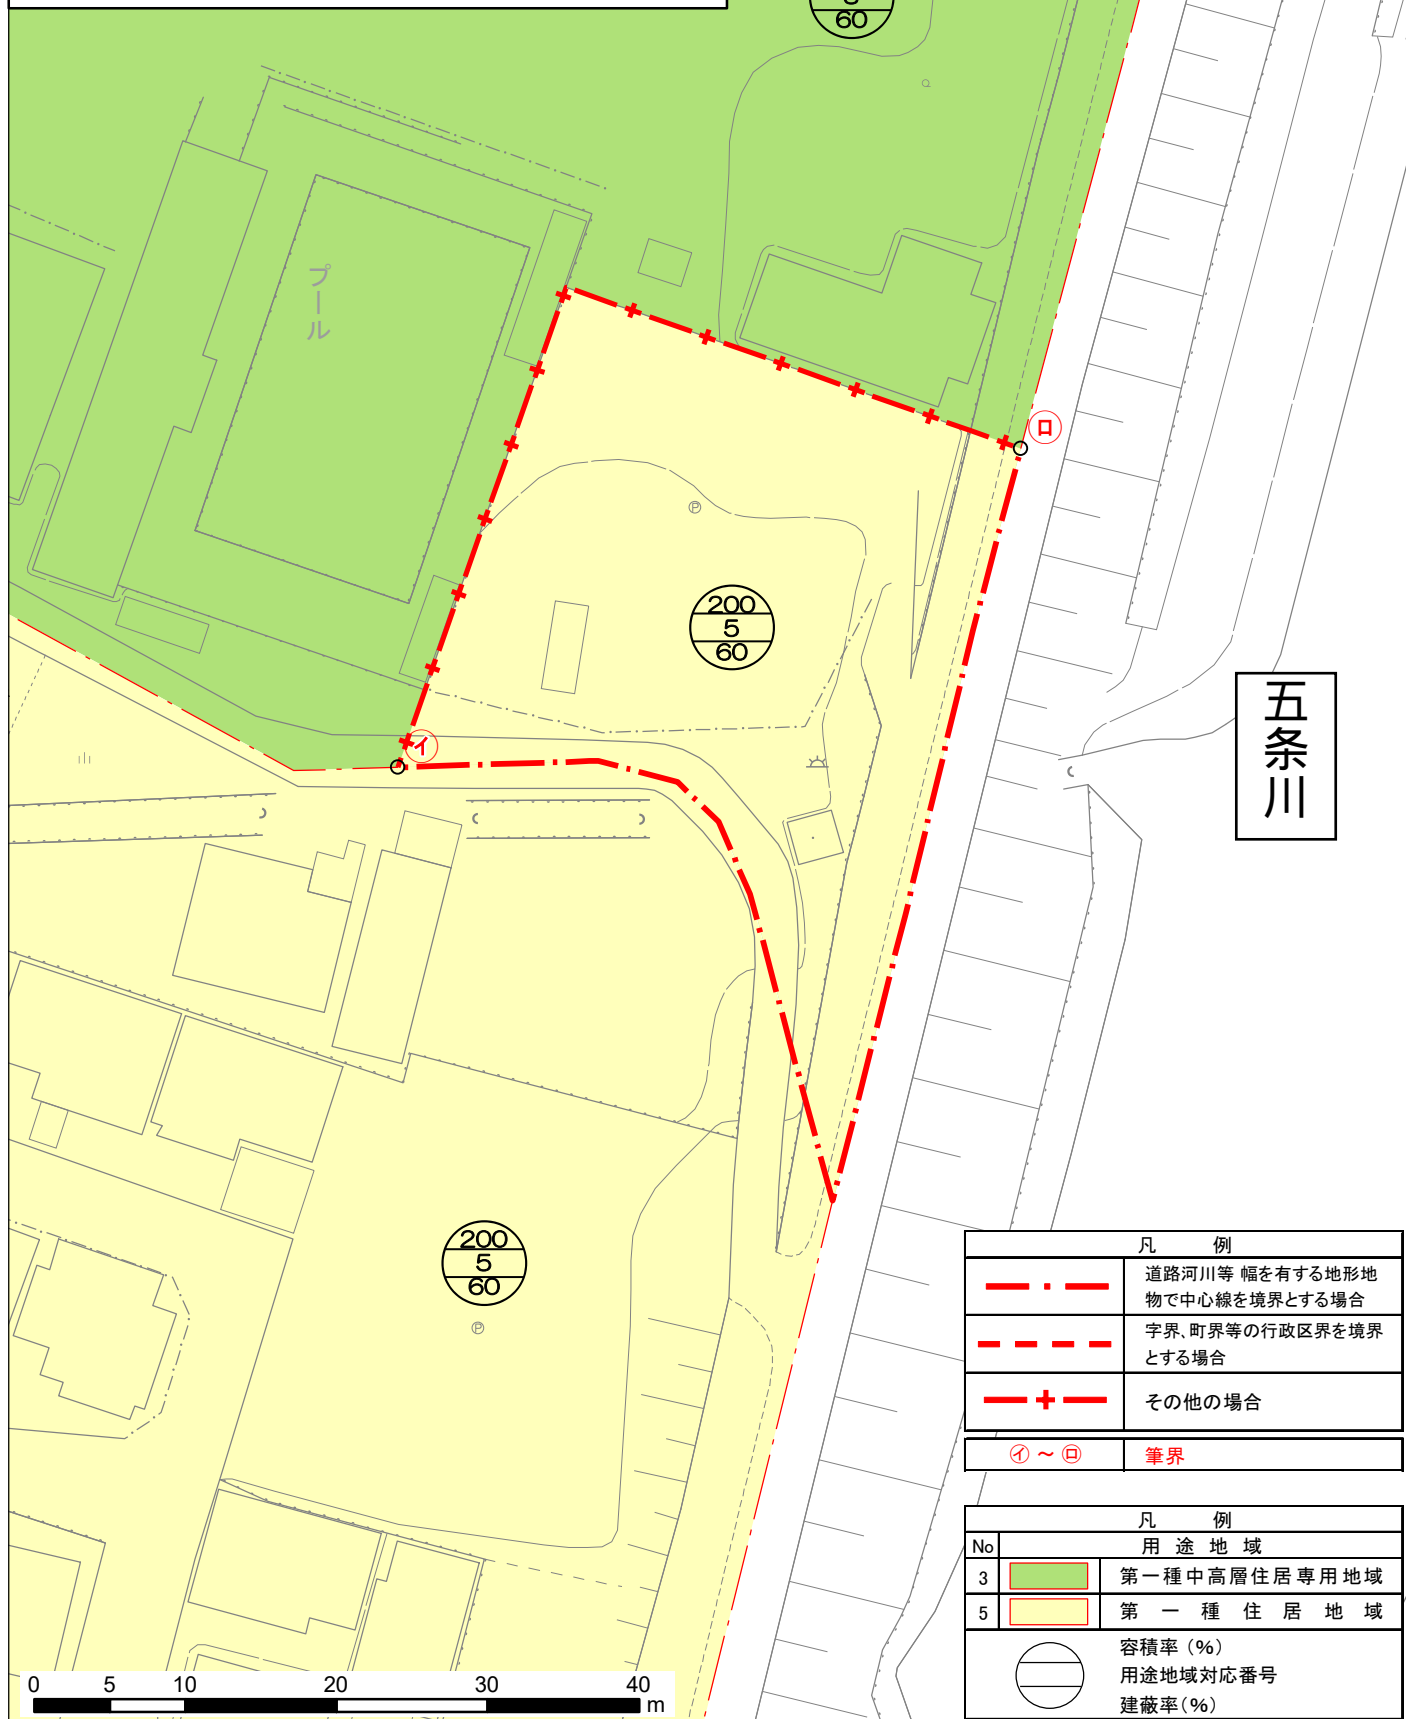 60
プール
ロ
200
5
60
イ
五条川
200
5
60
凡 例
道路河川等 幅を有する地形地
物で中心線を境界とする場合
字界、町界等の行政区界を境界
とする場合
その他の場合
イ ～ ロ 筆界
凡 例
No 用途地域
3 第一種中高層住居専用地域
5 第一種住居地域
容積率（%）
用途地域対応番号
建蔽率（%）
0 5 10 20 30 40
m